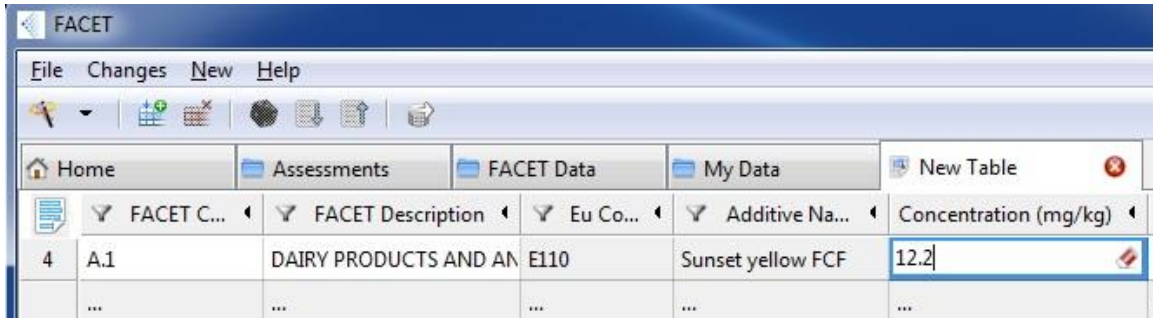 FACET
File Changes New Help
Home Assessments FACET Data My Data New Table
FACET C... FACET Description Eu Co... Additive Na... Concentration (mg/kg)
4 A.1 DAIRY PRODUCTS AND AN E110 Sunset yellow FCF 12.2
... ... ... ... ...